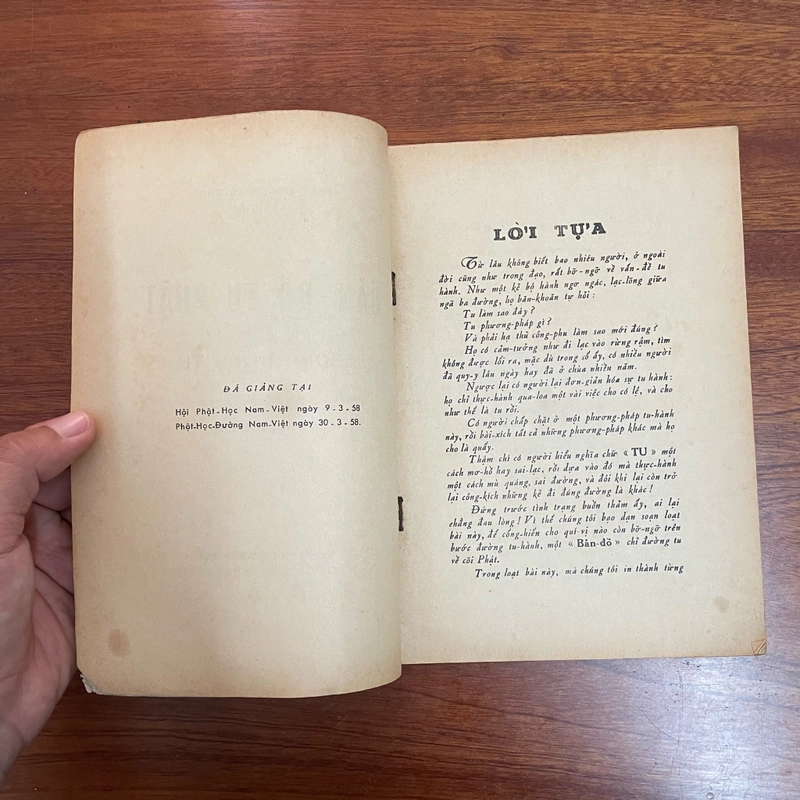 ĐÃ GIẢNG TẠI
Hội Phật-Học Nam-Việt ngày 9-3-58
Phật-Học-Đường Nam-Việt ngày 30-3-58.
LỜI TỰA
Từ lâu không biết bao nhiêu người, ở ngoài
đời cũng như trong đạo, rất bỡ-ngỡ về vấn-đề tu
hành. Như một kẻ bộ hành ngơ ngác, lạc-lõng giữa
ngã ba đường, họ băn-khoăn tự hỏi :
Tu làm sao đây ?
Tu phương-pháp gì ?
Và phải hạ thủ công-phu làm sao mới đúng ?
Họ có cảm-tưởng như đi lạc vào rừng rậm, tìm
không được lối ra, mặc dù trong số ấy, có nhiều người
đã quy-y lâu ngày hay đã ở chùa nhiều năm.
Ngược lại có người lại đơn-giản hóa sự tu-hành :
họ chỉ thực-hành qua-loa một vài việc cho có lệ, và cho
như thế là tu rồi.
Có người chấp chặt ở một phương-pháp tu-hành
này, rồi bài-xích tất cả những phương-pháp khác mà họ
cho là quấy.
Thậm chí có người hiểu nghĩa chữ « TU » một
cách mơ-hồ hay sai-lạc, rồi dựa vào đó mà thực-hành
một cách mù quáng, sai đường, và đôi khi lại còn trở
lại công-kích những kẻ đi đúng đường là khác !
Đứng trước tình trạng buồn thảm ấy, ai lại
chẳng đau lòng ! Vì thế chúng tôi bạo dạn soạn loạt
bài này, để cống-hiến cho quí-vị nào còn bỡ-ngỡ trên
bước đường tu-hành, một « Bản-đồ » chỉ đường tu
về cõi Phật.
Trong loạt bài này, mà chúng tôi in thành từng